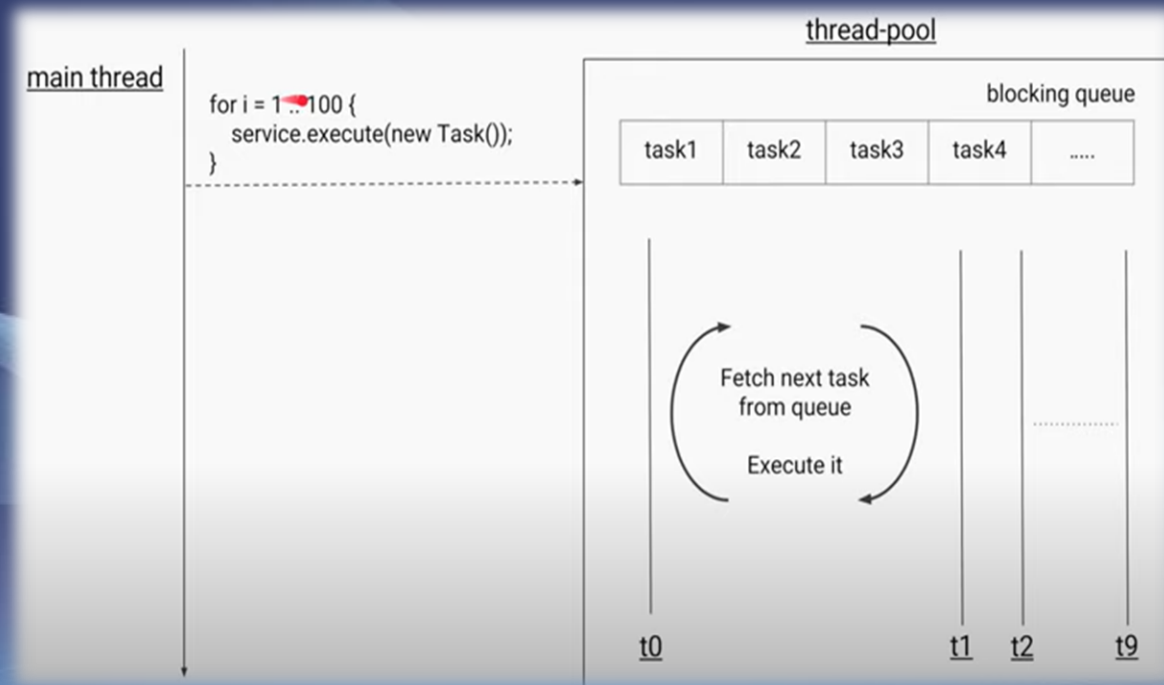 thread-pool
main thread
for i = 1 .. 100 {
service.execute(new Task());
}
blocking queue
task1 task2 task3 task4 .....
Fetch next task
from queue
Execute it
t0 t1 t2 t9